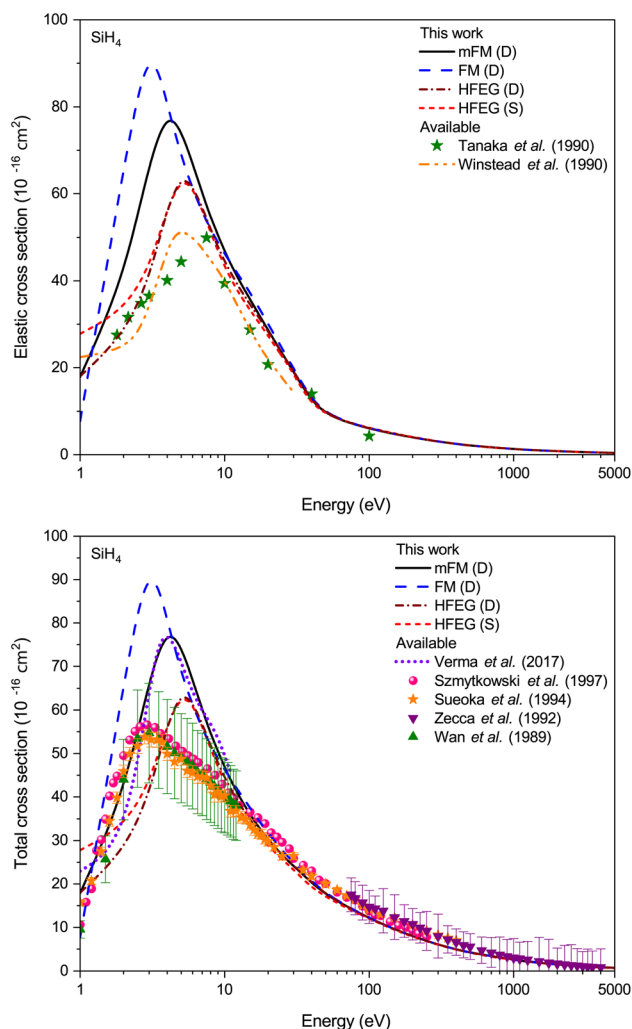 SiH4
This work
mFM (D)
FM (D)
HFEG (D)
HFEG (S)
Available
Tanaka et al. (1990)
Winstead et al. (1990)
100
80
60
40
20
0
Elastic cross section (10 -16 cm2)
1
10
100
1000
5000
Energy (eV)
SiH4
This work
mFM (D)
FM (D)
HFEG (D)
HFEG (S)
Available
Verma et al. (2017)
Szmytkowski et al. (1997)
Sueoka et al. (1994)
Zecca et al. (1992)
Wan et al. (1989)
100
90
80
70
60
50
40
30
20
10
0
Total cross section (10 -16 cm2)
1
10
100
1000
5000
Energy (eV)